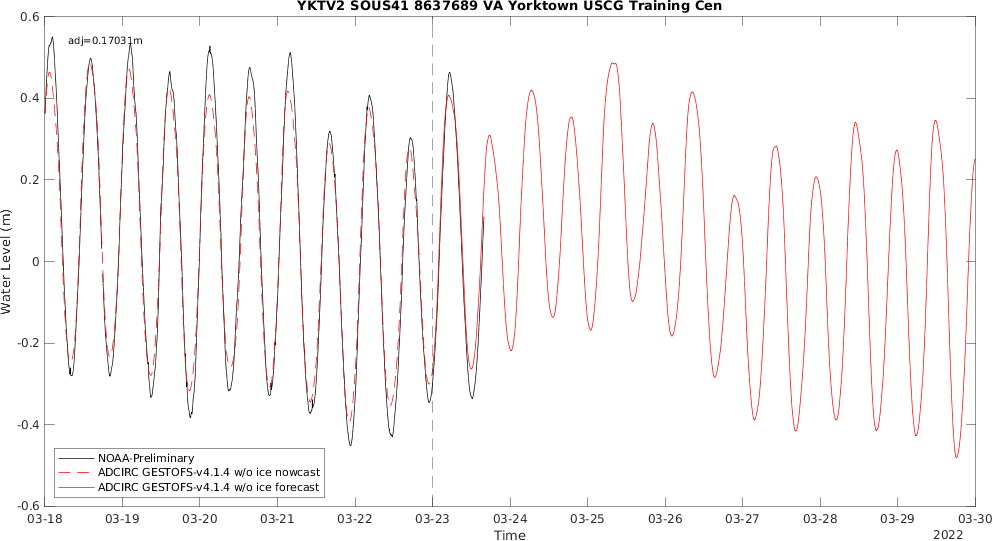 YKTV2 SOUS41 8637689 VA Yorktown USCG Training Cen
adj=0.17031m
0.6
0.4
0.2
0
-0.2
-0.4
-0.6
Water Level (m)
NOAA-Preliminary
ADCIRC GESTOFS-v4.1.4 w/o ice nowcast
ADCIRC GESTOFS-v4.1.4 w/o ice forecast
03-18 03-19 03-20 03-21 03-22 03-23 03-24 03-25 03-26 03-27 03-28 03-29 03-30
Time
2022